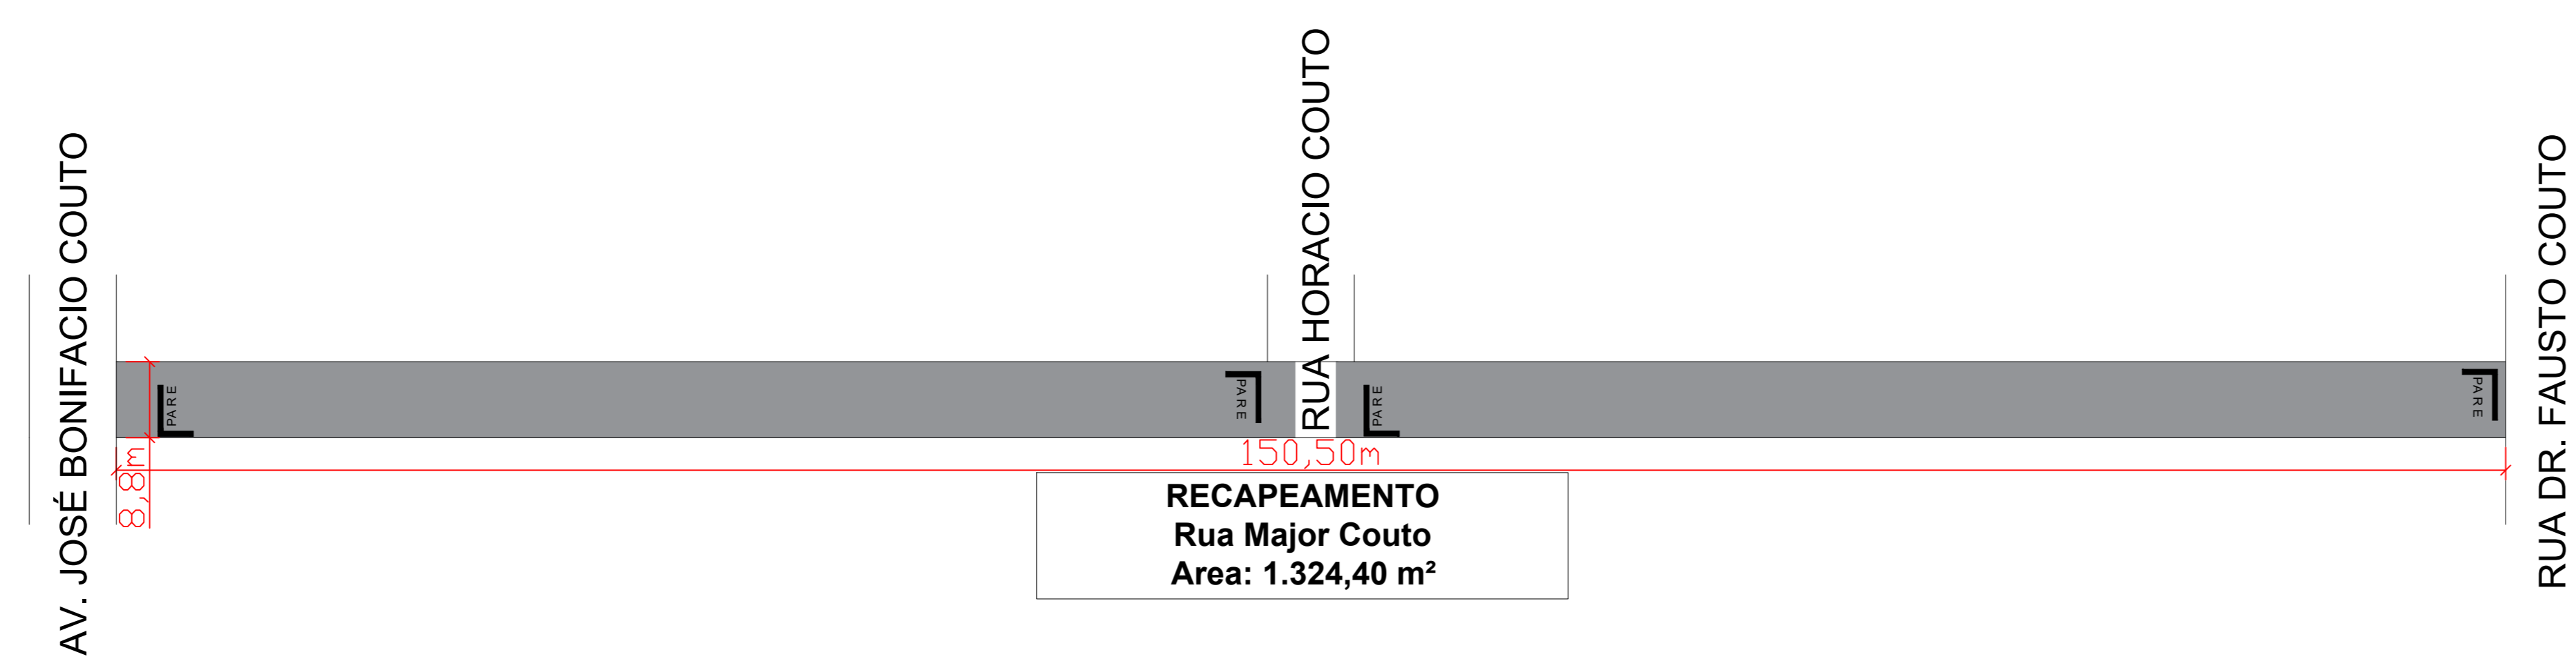 AV. JOSÉ BONIFACIO COUTO
RUA HORACIO COUTO
RUA DR. FAUSTO COUTO
PARE
PARE
PARE
PARE
8,8m
150,50m
RECAPEAMENTO
Rua Major Couto
Area: 1.324,40 m²